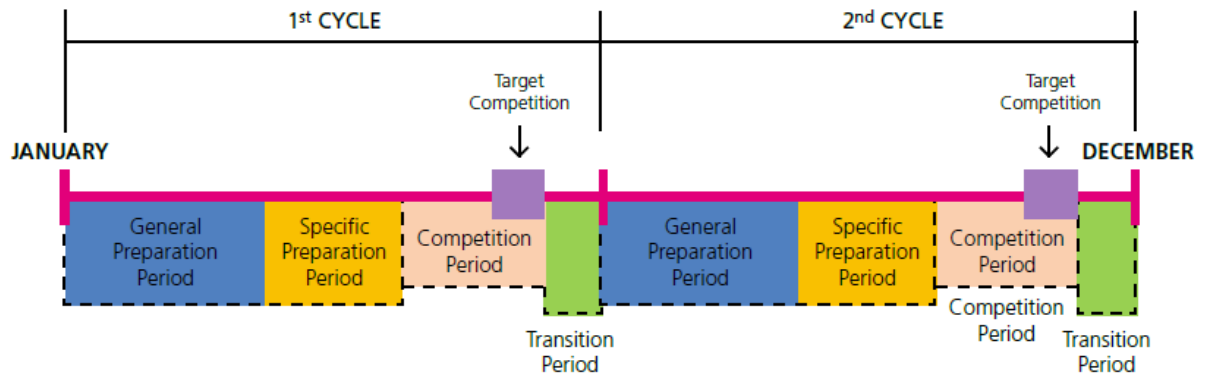 1st CYCLE
2nd CYCLE
Target
Competition
Target
Competition
JANUARY
DECEMBER
General
Preparation
Period
Specific
Preparation
Period
Competition
Period
General
Preparation
Period
Specific
Preparation
Period
Competition
Period
Competition
Period
Transition
Period
Transition
Period